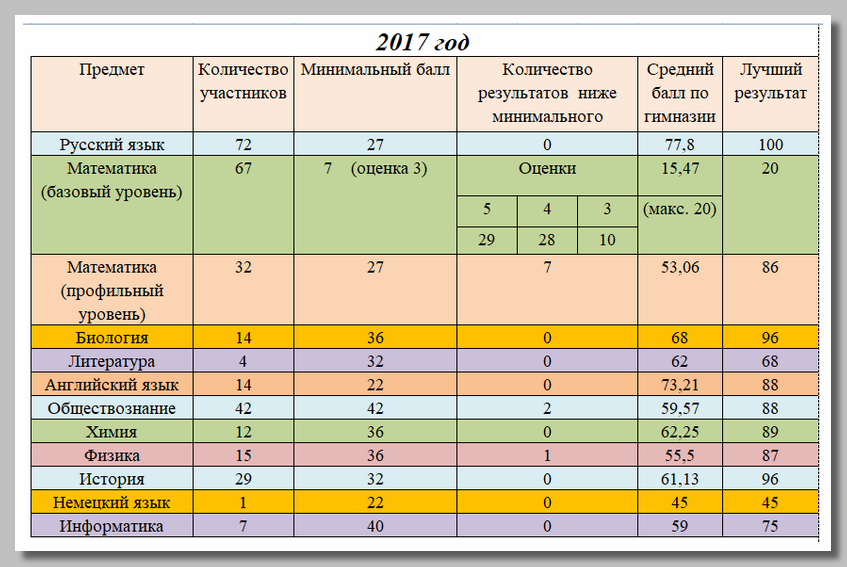 2017 год
Предмет Количество участников Минимальный балл Количество результатов ниже минимального Средний балл по гимназии Лучший результат
Русский язык 72 27 0 77,8 100
Математика (базовый уровень) 67 7 (оценка 3) Оценки 15,47 20
5 4 3 (макс. 20)
29 28 10
Математика (профильный уровень) 32 27 7 53,06 86
Биология 14 36 0 68 96
Литература 4 32 0 62 68
Английский язык 14 22 0 73,21 88
Обществознание 42 42 2 59,57 88
Химия 12 36 0 62,25 89
Физика 15 36 1 55,5 87
История 29 32 0 61,13 96
Немецкий язык 1 22 0 45 45
Информатика 7 40 0 59 75